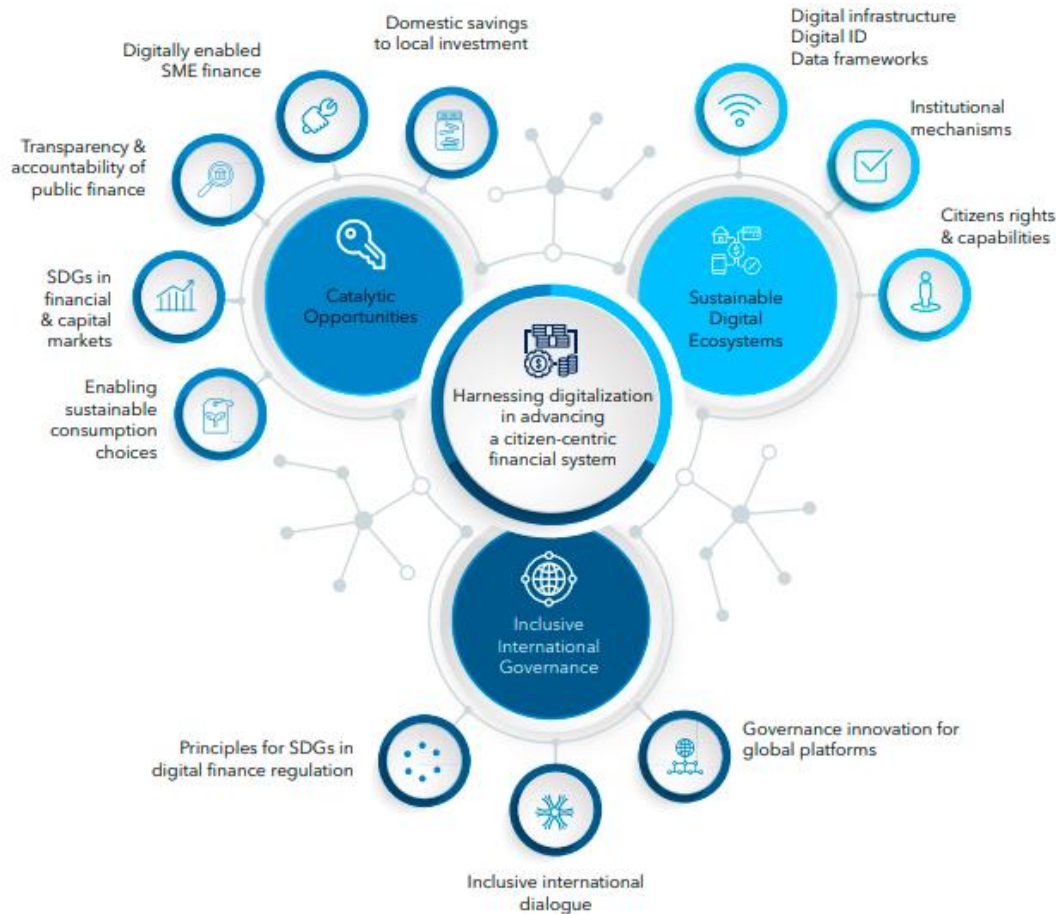 Domestic savings
to local investment
Digitally enabled
SME finance
Transparency &
accountability of
public finance
SDGs in
financial
& capital
markets
Enabling
sustainable
consumption
choices
Catalytic
Opportunities
Digital infrastructure
Digital ID
Data frameworks
Institutional
mechanisms
Citizens rights
& capabilities
Sustainable
Digital
Ecosystems
Harnessing digitalization
in advancing
a citizen-centric
financial system
Inclusive
International
Governance
Principles for SDGs in
digital finance regulation
Inclusive international
dialogue
Governance innovation for
global platforms